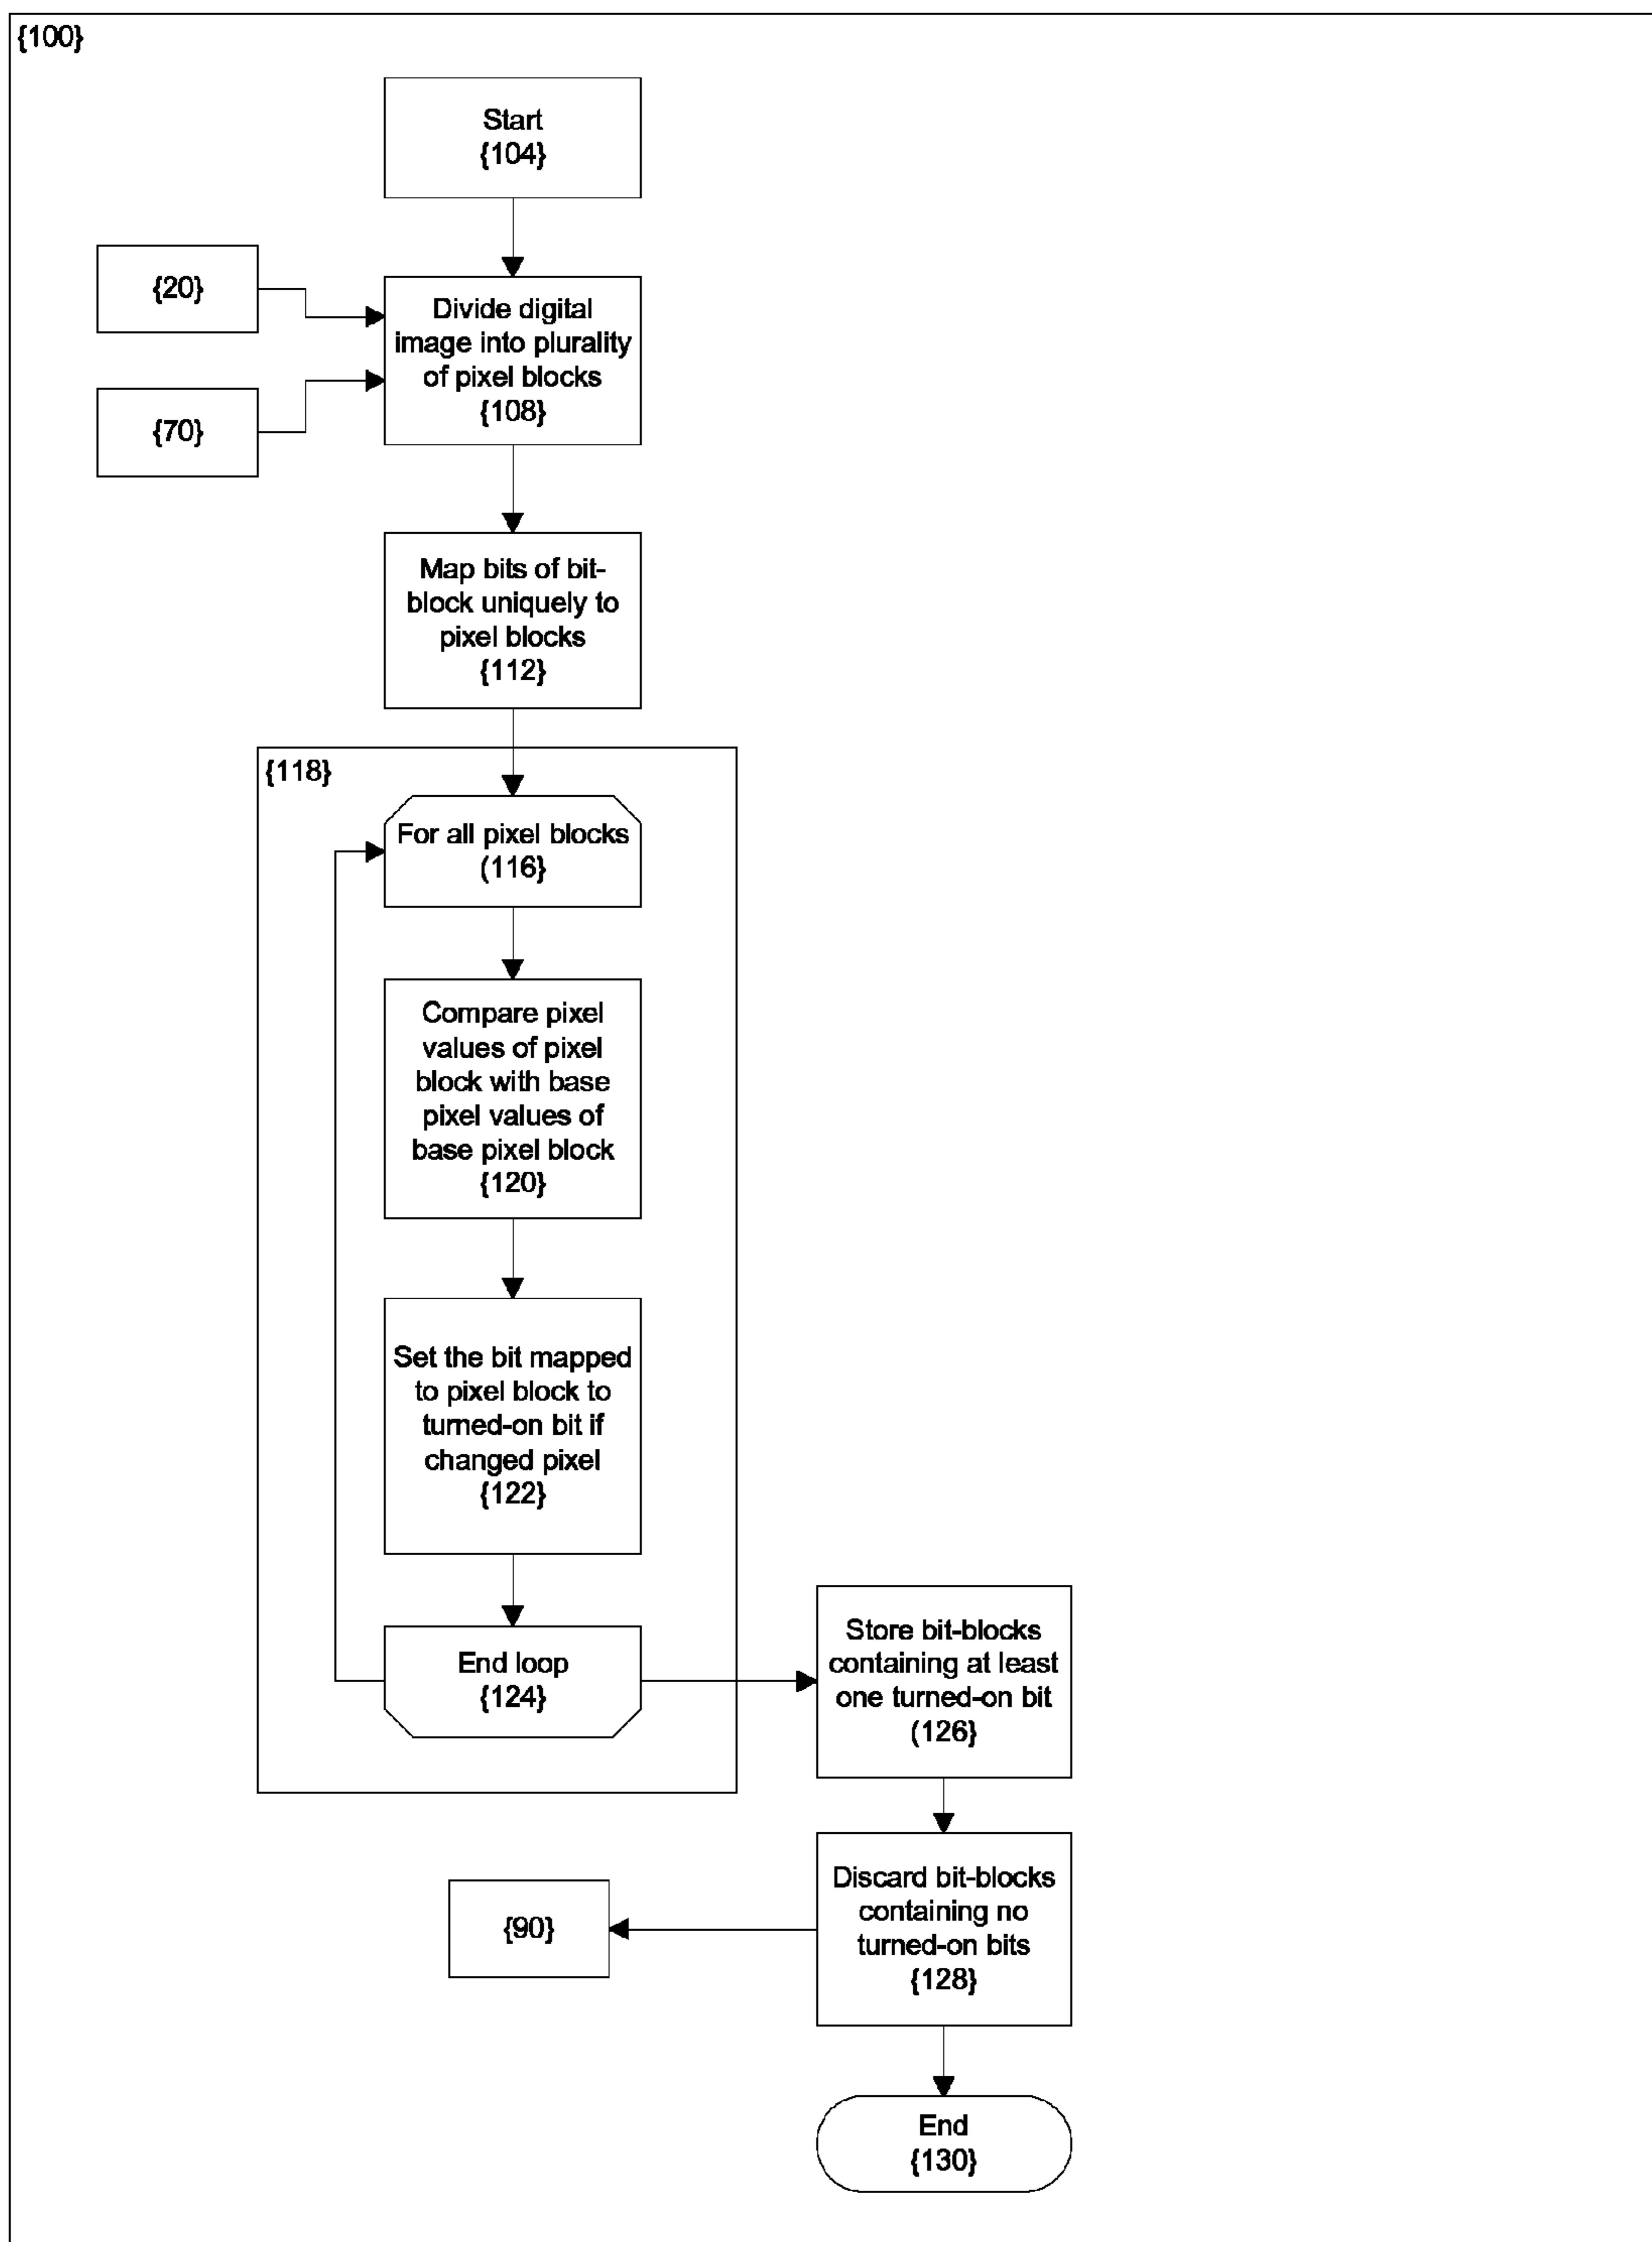 {100}
Start
{104}
{20}
Divide digital
image into plurality
of pixel blocks
{108}
{70}
Map bits of bit-
block uniquely to
pixel blocks
{112}
{118}
For all pixel blocks
(116}
Compare pixel
values of pixel
block with base
pixel values of
base pixel block
{120}
Set the bit mapped
to pixel block to
turned-on bit if
changed pixel
{122}
End loop
{124}
Store bit-blocks
containing at least
one turned-on bit
(126}
Discard bit-blocks
containing no
turned-on bits
{128}
{90}
End
{130}